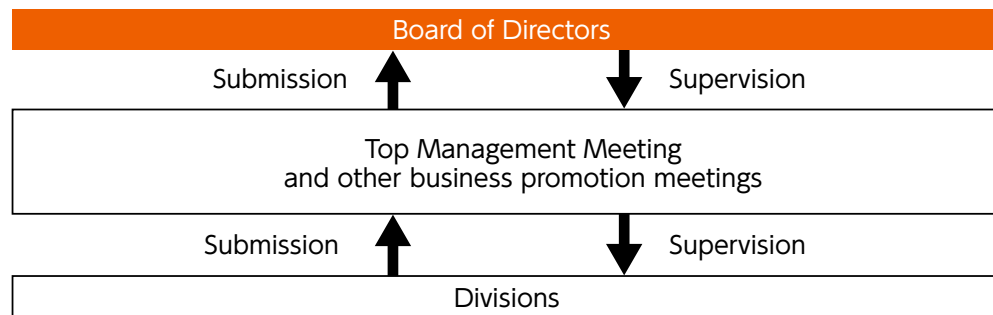 Board of Directors
Submission
Supervision
Top Management Meeting
and other business promotion meetings
Submission
Supervision
Divisions